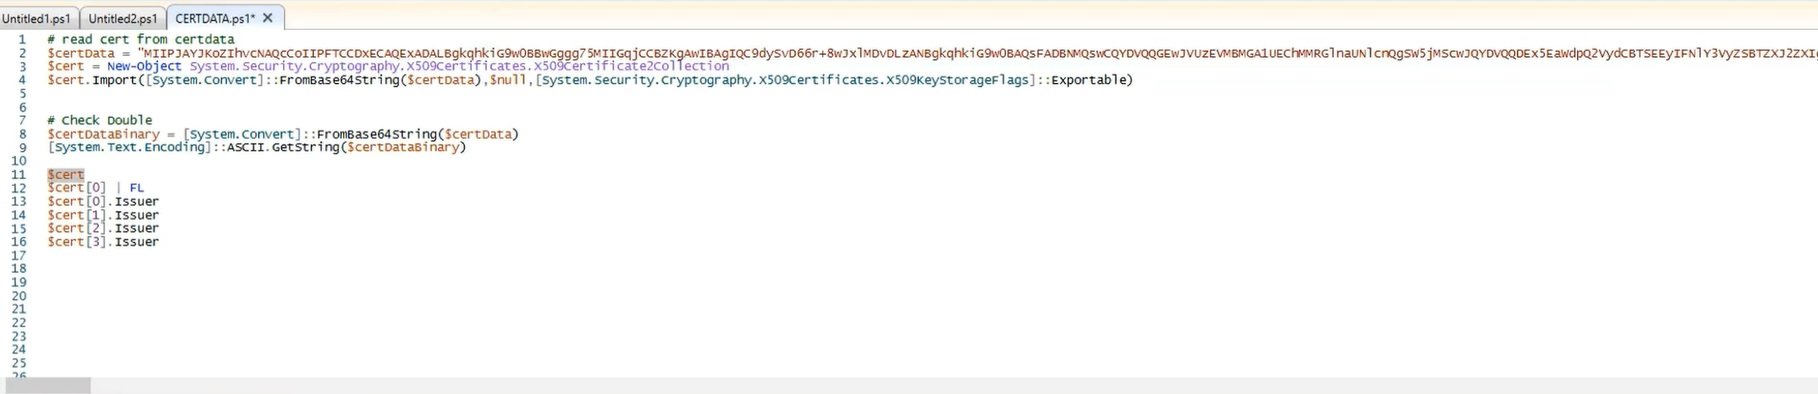 Untitled1.ps1 Untitled2.ps1 CERTDATA.ps1* X
1 # read cert from certdata
2 $certData = "MIIPJAYJKoZIhvcNAQcCoIIPFTCCDxECAQExADALBgkqhkiG9w0BBwGggg75MIIGqjCCBZKgAwIBAgIQC9dySvD66r+8wJxlMDvDLzANBgkqhkiG9w0BAQsFADBNMQswCQYDVQQGEwJVUzEVMBMGA1UEChMMRGlnaUNlcnQgSW5jMScwJQYDVQQDEx5EaWdpQ2VydCBTSEEyIFNlY3VyZSBTZXJ2ZXI
3 $cert = New-Object System.Security.Cryptography.X509Certificates.X509Certificate2Collection
4 $cert.Import([System.Convert]::FromBase64String($certData),$null,[System.Security.Cryptography.X509Certificates.X509KeyStorageFlags]::Exportable)
5
6
7 # Check Double
8 $certDataBinary = [System.Convert]::FromBase64String($certData)
9 [System.Text.Encoding]::ASCII.GetString($certDataBinary)
10
11 $cert
12 $cert[0] | FL
13 $cert[0].Issuer
14 $cert[1].Issuer
15 $cert[2].Issuer
16 $cert[3].Issuer
17
18
19
20
21
22
23
24
25
26